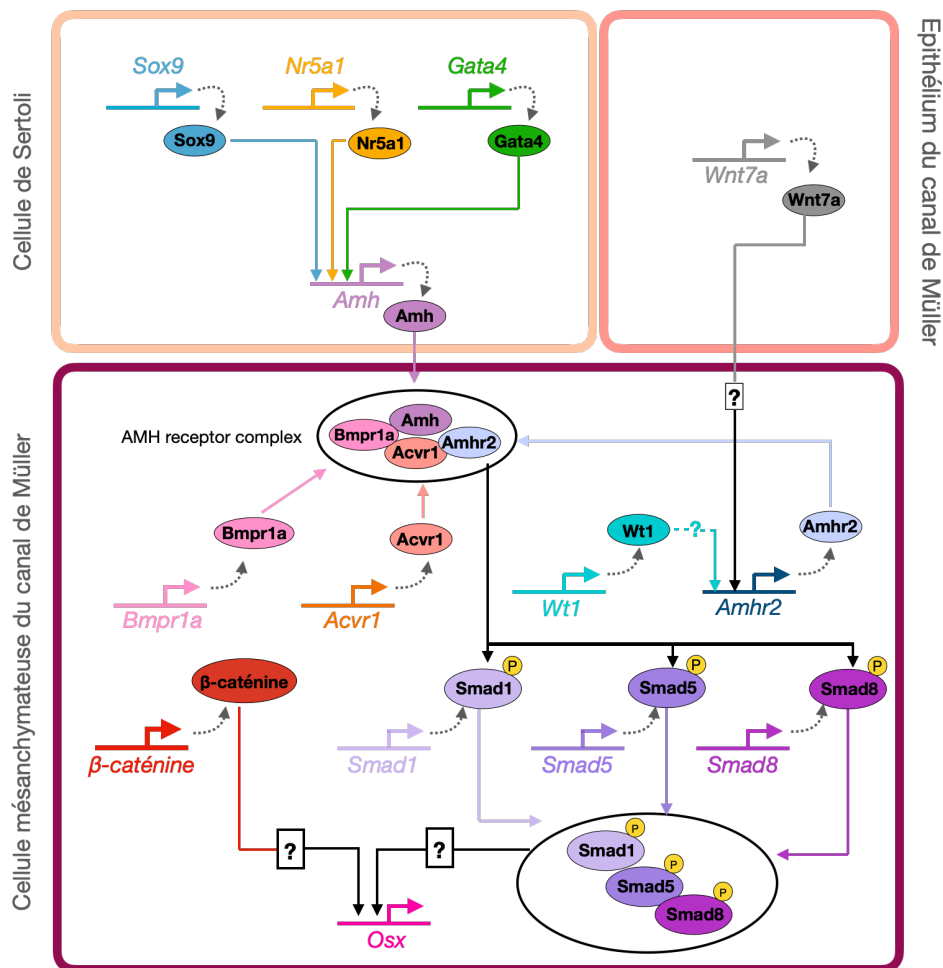 Cellule de Sertoli
Sox9
Nr5a1
Gata4
Sox9
Nr5a1
Gata4
Amh
Amh
Epithélium du canal de Müller
Wnt7a
Wnt7a
?
Cellule mésanchymateuse du canal de Müller
AMH receptor complex
Amh
Bmpr1a
Acvr1
Amhr2
Bmpr1a
Acvr1
Wt1
?
Amhr2
Bmpr1a
Acvr1
Wt1
Amhr2
β-caténine
P
Smad1
P
Smad5
P
Smad8
β-caténine
Smad1
Smad5
Smad8
?
?
P
Smad1
P
Smad5
P
Smad8
Osx